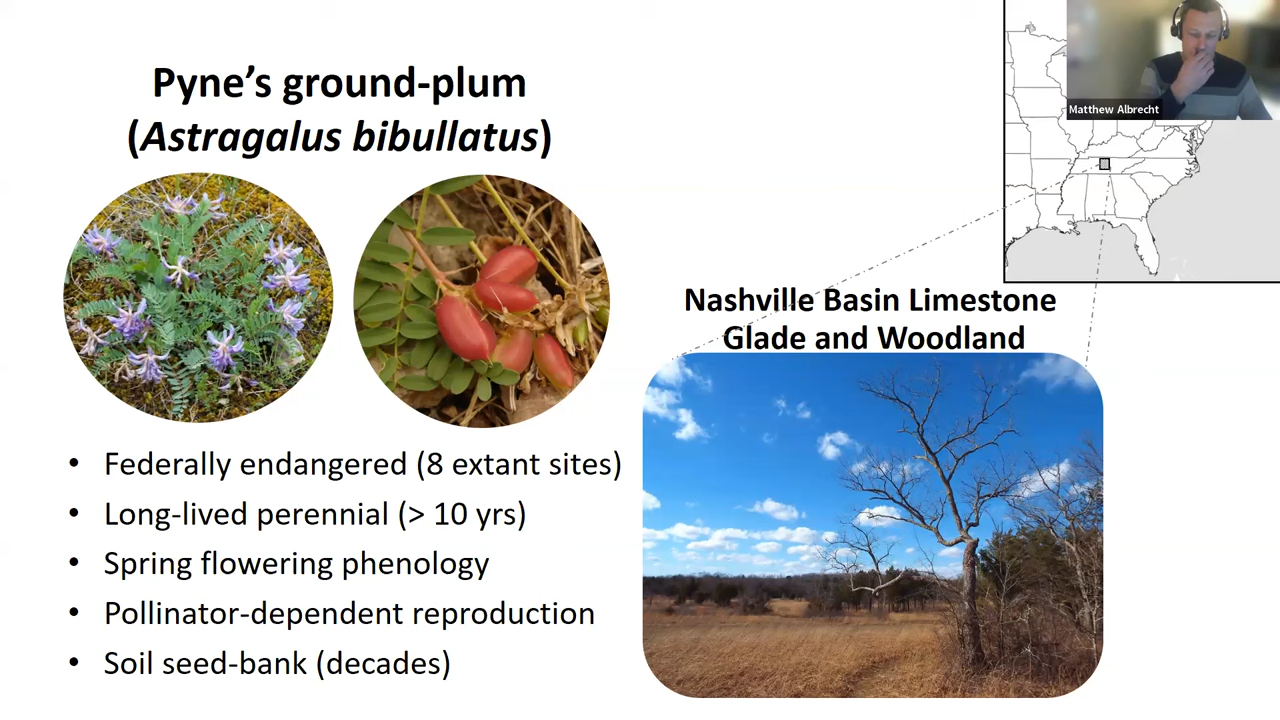 Pyne’s ground-plum
(Astragalus bibullatus)
Matthew Albrecht
Nashville Basin Limestone
Glade and Woodland
• Federally endangered (8 extant sites)
• Long-lived perennial (> 10 yrs)
• Spring flowering phenology
• Pollinator-dependent reproduction
• Soil seed-bank (decades)